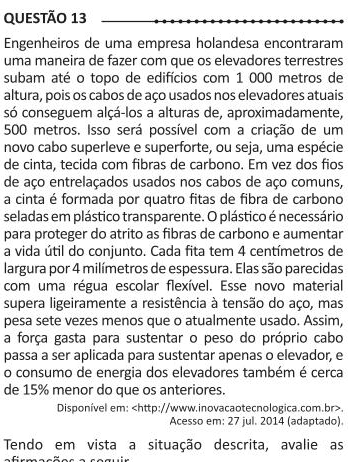 QUESTÃO 13
Engenheiros de uma empresa holandesa encontraram
uma maneira de fazer com que os elevadores terrestres
subam até o topo de edifícios com 1 000 metros de
altura, pois os cabos de aço usados nos elevadores atuais
só conseguem alçá-los a alturas de, aproximadamente,
500 metros. Isso será possível com a criação de um
novo cabo superleve e superforte, ou seja, uma espécie
de cinta, tecida com fibras de carbono. Em vez dos fios
de aço entrelaçados usados nos cabos de aço comuns,
a cinta é formada por quatro fitas de fibra de carbono
seladas em plástico transparente. O plástico é necessário
para proteger do atrito as fibras de carbono e aumentar
a vida útil do conjunto. Cada fita tem 4 centímetros de
largura por 4 milímetros de espessura. Elas são parecidas
com uma régua escolar flexível. Esse novo material
supera ligeiramente a resistência à tensão do aço, mas
pesa sete vezes menos que o atualmente usado. Assim,
a força gasta para sustentar o peso do próprio cabo
passa a ser aplicada para sustentar apenas o elevador, e
o consumo de energia dos elevadores também é cerca
de 15% menor do que os anteriores.
Disponível em: <http://www.inovacaotecnologica.com.br>.
Acesso em: 27 jul. 2014 (adaptado).
Tendo em vista a situação descrita, avalie as
afirmações a seguir.